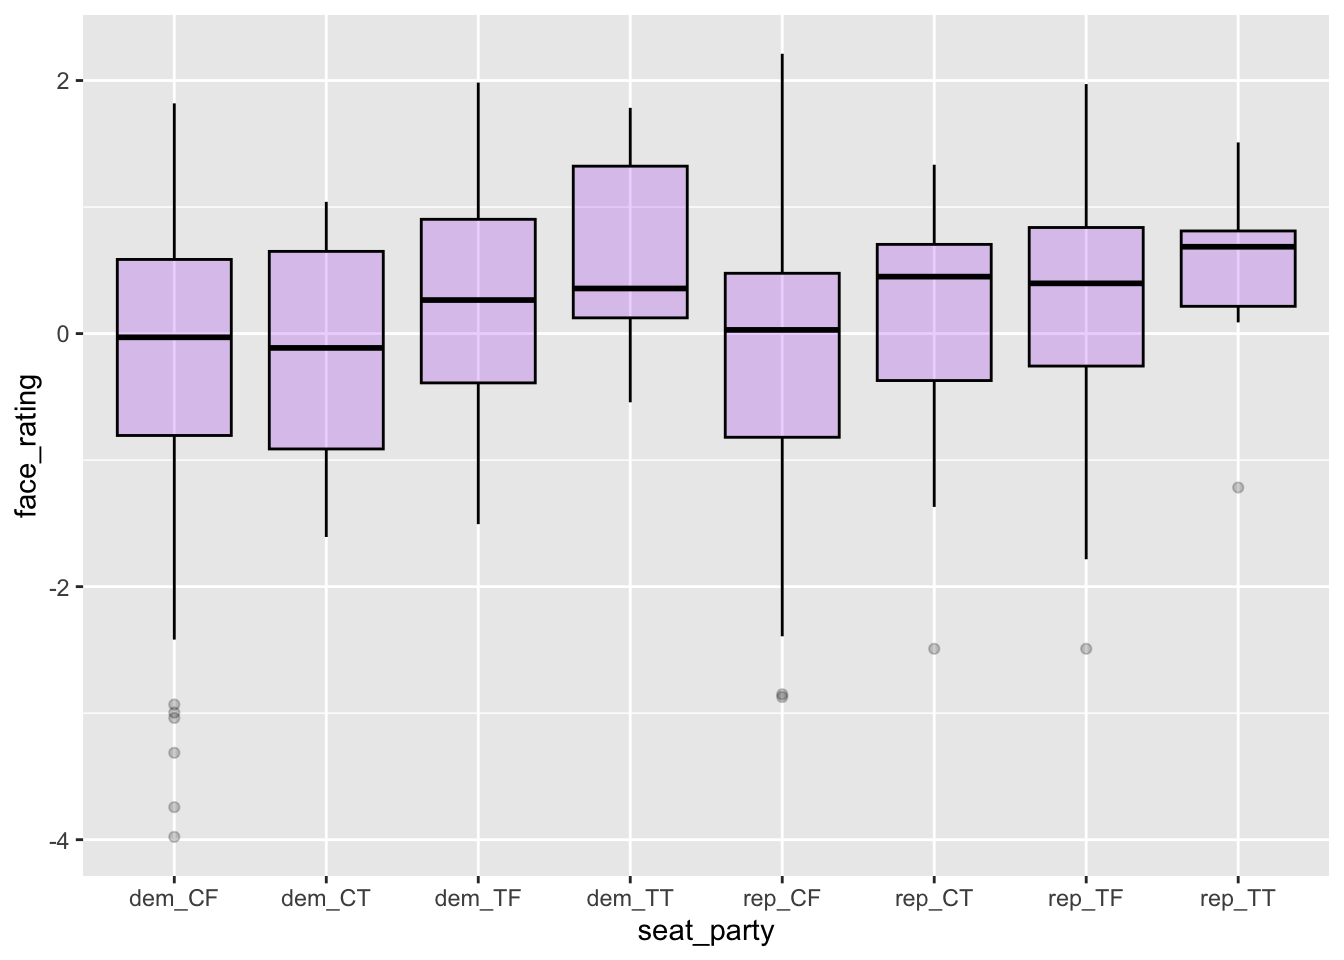 2
0
-2
-4
face_rating
dem_CF dem_CT dem_TF dem_TT rep_CF rep_CT rep_TF rep_TT
seat_party